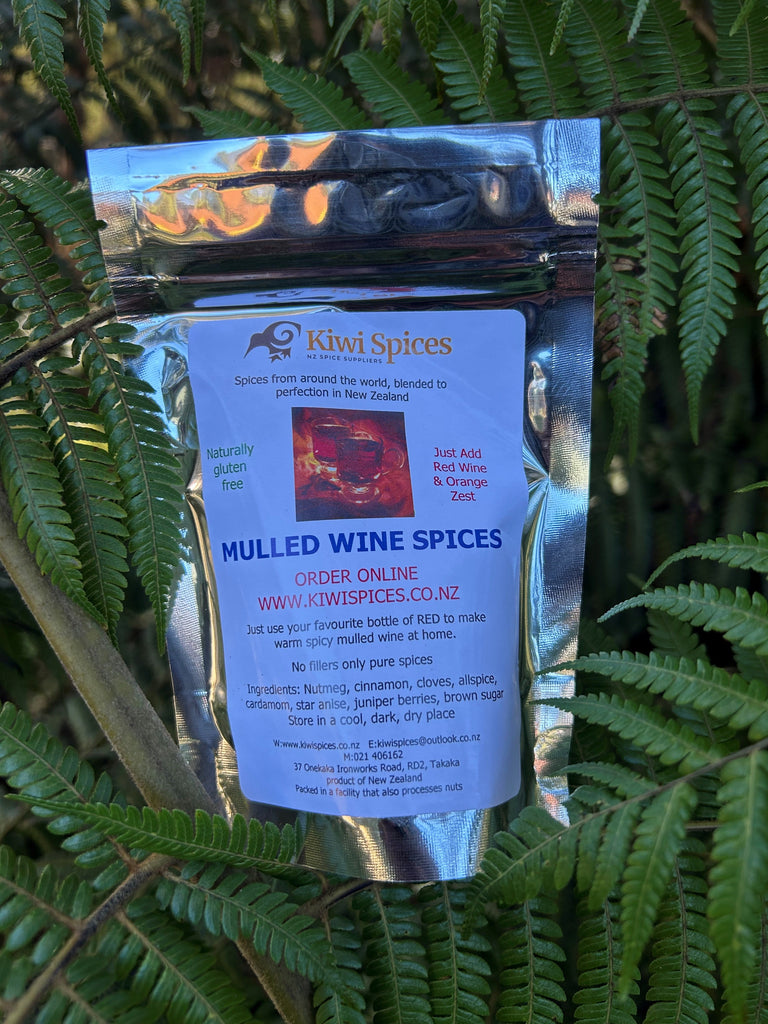 Kiwi Spices
NZ SPICE SUPPLIERS
Spices from around the world, blended to
perfection in New Zealand
Naturally
gluten
free
Just Add
Red Wine
& Orange
Zest
MULLED WINE SPICES
ORDER ONLINE
WWW.KIWISPICES.CO.NZ
Just use your favourite bottle of RED to make
warm spicy mulled wine at home.
No fillers only pure spices
Ingredients: Nutmeg, cinnamon, cloves, allspice,
cardamom, star anise, juniper berries, brown sugar
Store in a cool, dark, dry place
W:www.kiwispices.co.nz E:kiwispices@outlook.co.nz
M:021 406162
37 Onekaka Ironworks Road, RD2, Takaka
product of New Zealand
Packed in a facility that also processes nuts